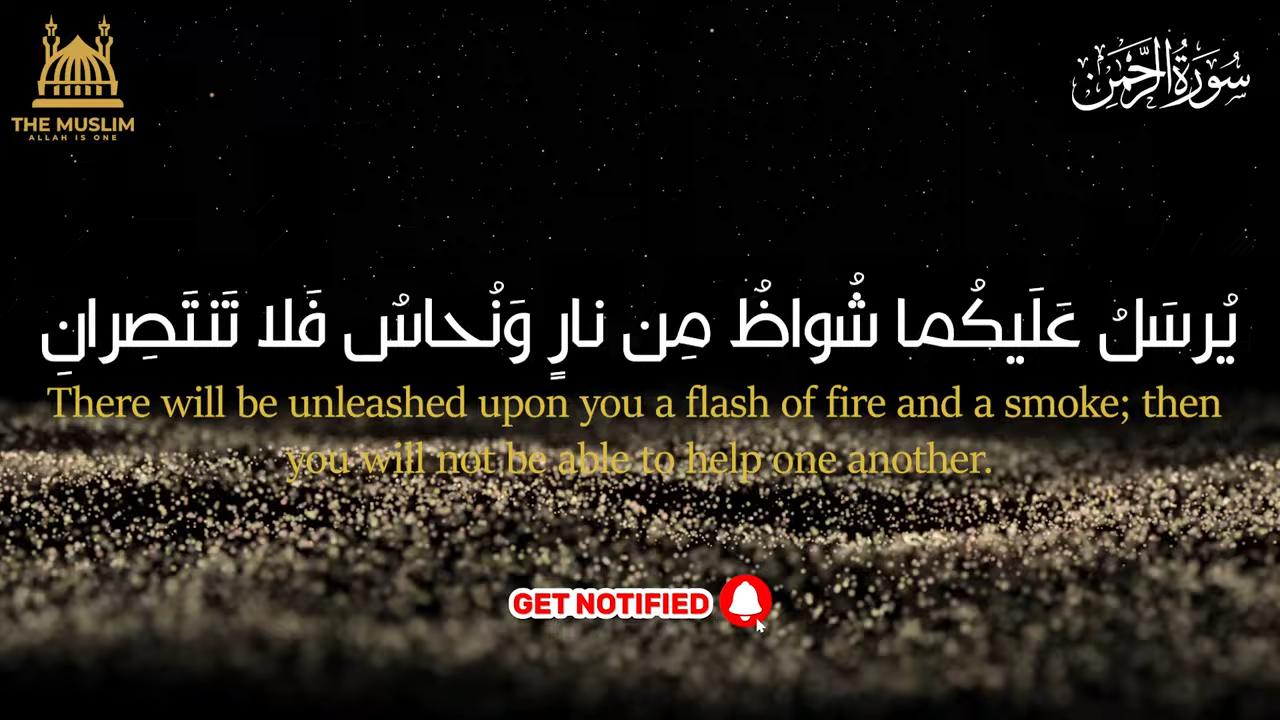 THE MUSLIM
ALLAH IS ONE
سُورَةُ الرَّحْمَن
يُرسَلُ عَلَيكُما شُواظٌ مِن نارٍ وَنُحاسٌ فَلا تَنتَصِرانِ
There will be unleashed upon you a flash of fire and a smoke; then
you will not be able to help one another.
GET NOTIFIED